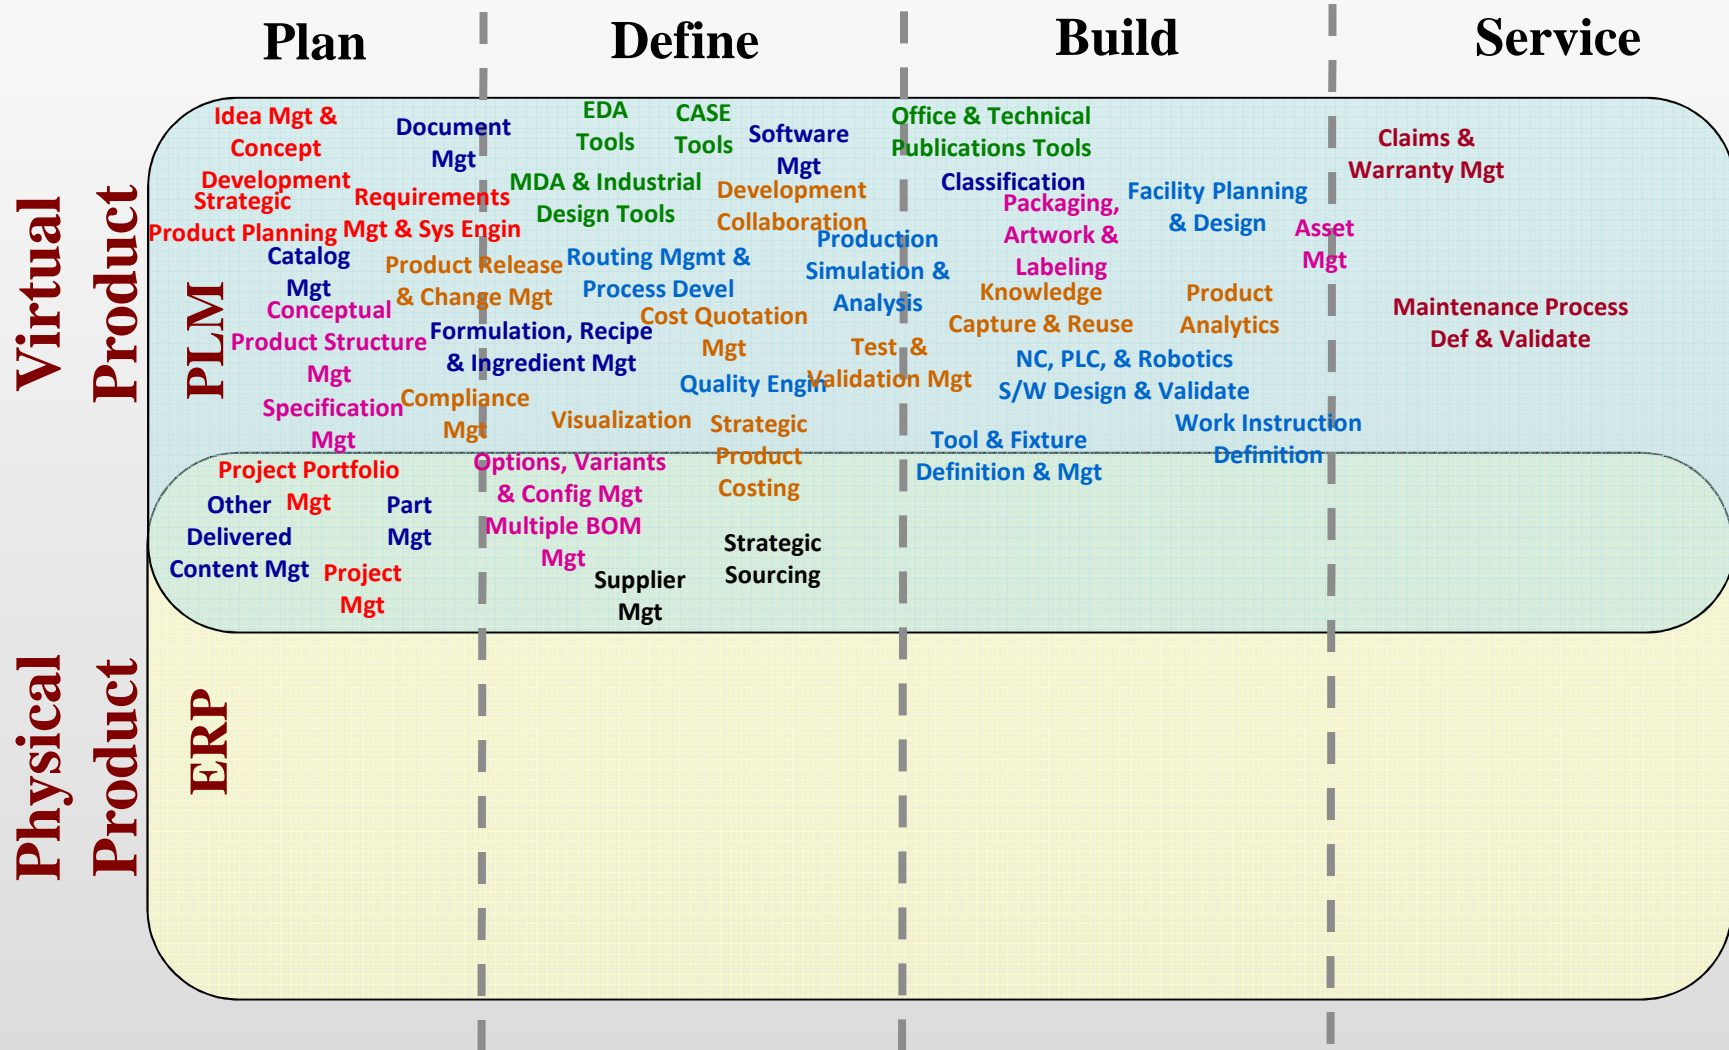 Plan
Define
Build
Service
Virtual
Product
PLM
Physical
Product
ERP
Idea Mgt &
Concept
Development
Strategic
Product Planning
Document
Mgt
Requirements
Mgt & Sys Engin
Catalog
Mgt
Product Release
& Change Mgt
Conceptual
Product Structure
Mgt
Formulation, Recipe
& Ingredient Mgt
Specification
Mgt
Compliance
Mgt
Project Portfolio
Mgt
Other
Delivered
Content Mgt
Part
Mgt
Project
Mgt
EDA
Tools
CASE
Tools
Software
Mgt
MDA & Industrial
Design Tools
Development
Collaboration
Routing Mgmt &
Process Devel
Production
Simulation &
Analysis
Cost Quotation
Mgt
Test &
Validation Mgt
Quality Engin
Visualization
Strategic
Product
Costing
Options, Variants
& Config Mgt
Multiple BOM
Mgt
Supplier
Mgt
Strategic
Sourcing
Office & Technical
Publications Tools
Classification
Packaging,
Artwork &
Labeling
Facility Planning
& Design
Asset
Mgt
Knowledge
Capture & Reuse
Product
Analytics
NC, PLC, & Robotics
S/W Design & Validate
Work Instruction
Definition
Tool & Fixture
Definition & Mgt
Claims &
Warranty Mgt
Maintenance Process
Def & Validate